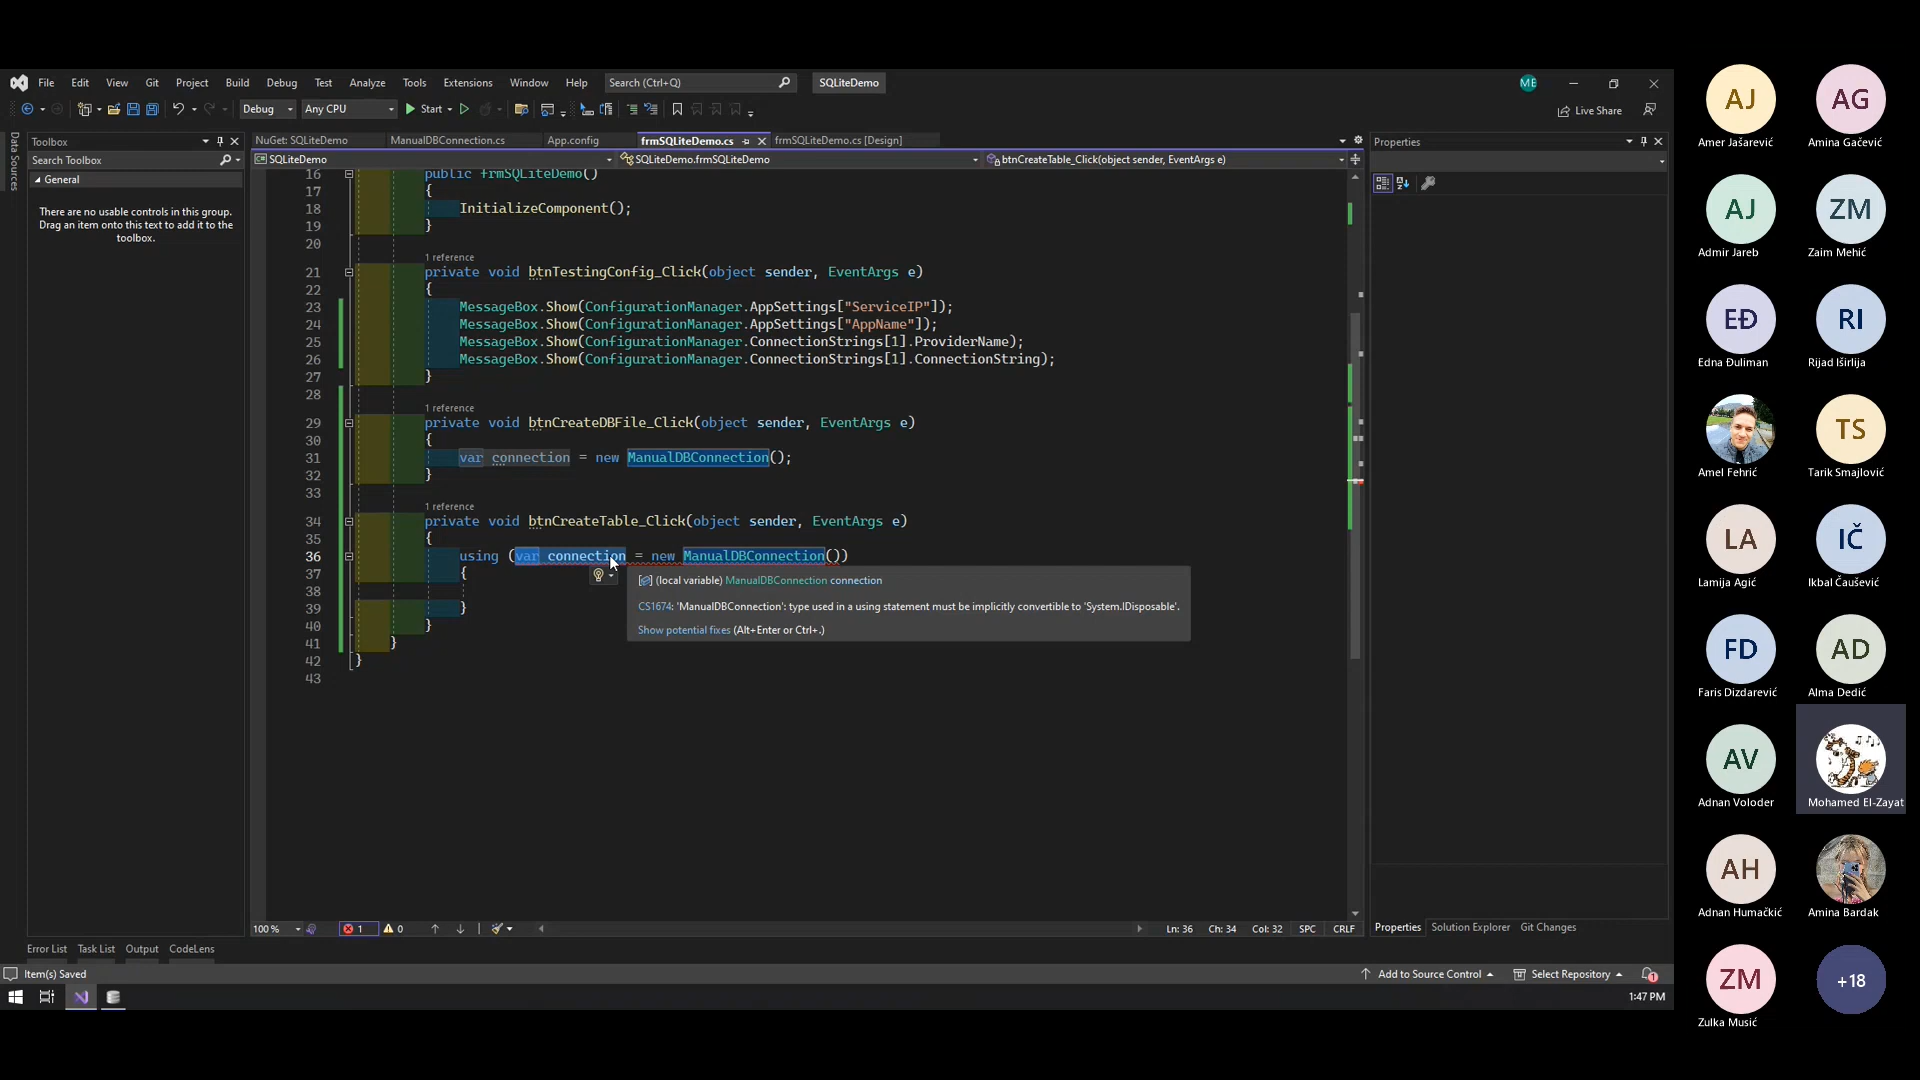 File Edit View Git Project Build Debug Test Analyze Tools Extensions Window Help Search (Ctrl+Q) SQLiteDemo ME
Debug Any CPU Start Live Share
Data Sources
Toolbox
Search Toolbox
General
There are no usable controls in this group.
Drag an item onto this text to add it to the
toolbox.
NuGet: SQLiteDemo ManualDBConnection.cs App.config frmSQLiteDemo.cs frmSQLiteDemo.cs [Design]
SQLiteDemo SQLiteDemo.frmSQLiteDemo btnCreateTable_Click(object sender, EventArgs e)
16 public frmSQLiteDemo()
17 {
18 InitializeComponent();
19 }
20
1 reference
21 private void btnTestingConfig_Click(object sender, EventArgs e)
22 {
23 MessageBox.Show(ConfigurationManager.AppSettings["ServiceIP"]);
24 MessageBox.Show(ConfigurationManager.AppSettings["AppName"]);
25 MessageBox.Show(ConfigurationManager.ConnectionStrings[1].ProviderName);
26 MessageBox.Show(ConfigurationManager.ConnectionStrings[1].ConnectionString);
27 }
28
1 reference
29 private void btnCreateDBFile_Click(object sender, EventArgs e)
30 {
31 var connection = new ManualDBConnection();
32 }
33
1 reference
34 private void btnCreateTable_Click(object sender, EventArgs e)
35 {
36 using (var connection = new ManualDBConnection())
37 {
38
39 }
40 }
41 }
42 }
43
(local variable) ManualDBConnection connection
CS1674: 'ManualDBConnection': type used in a using statement must be implicitly convertible to 'System.IDisposable'.
Show potential fixes (Alt+Enter or Ctrl+.)
100 % 1 0 Ln: 36 Ch: 34 Col: 32 SPC CRLF
Properties
Properties Solution Explorer Git Changes
Error List Task List Output CodeLens
Item(s) Saved Add to Source Control Select Repository 1
1:47 PM
AJ AG
Amer Jašarević Amina Gačević
AJ ZM
Admir Jareb Zaim Mehić
EĐ RI
Edna Đuliman Rijad Iširlija
TS
Amel Fehrić Tarik Smajlović
LA IČ
Lamija Agić Ikbal Čaušević
FD AD
Faris Dizdarević Alma Dedić
AV
Adnan Voloder Mohamed El-Zayat
AH
Adnan Humačkić Amina Bardak
ZM +18
Zulka Musić